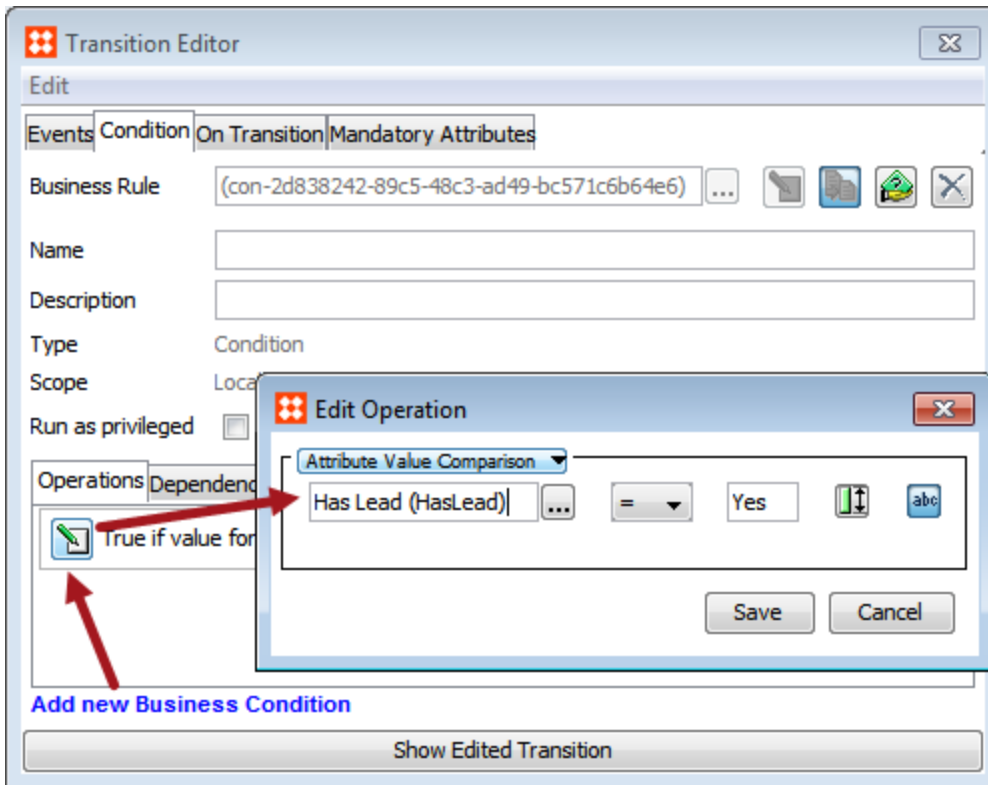 Transition Editor
Edit
Events Condition On Transition Mandatory Attributes
Business Rule (con-2d838242-89c5-48c3-ad49-bc571c6b64e6) ...
Name
Description
Type Condition
Scope Loca
Run as privileged
Edit Operation
Attribute Value Comparison
Operations Dependenc
Has Lead (HasLead) ... = Yes abc
True if value for
Save Cancel
Add new Business Condition
Show Edited Transition